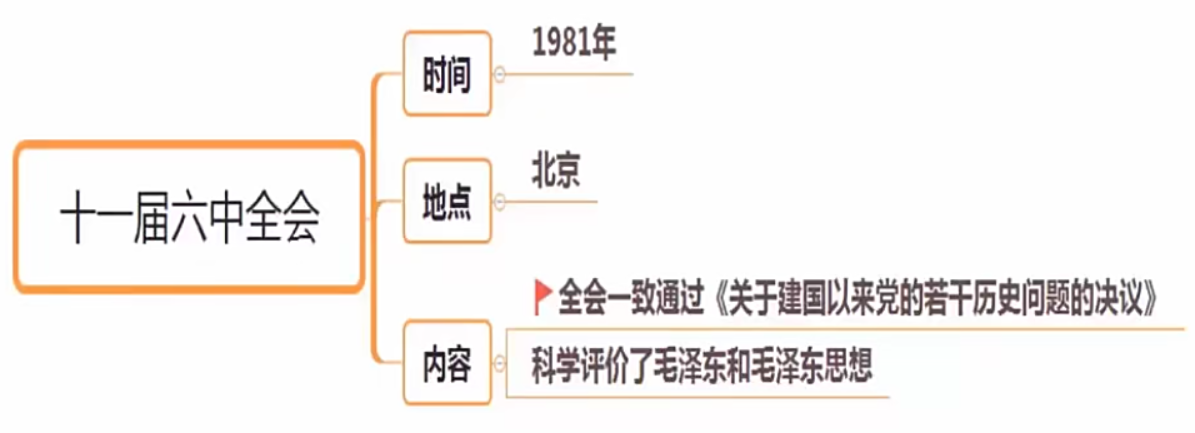 十一届六中全会
时间
1981年
地点
北京
内容
全会一致通过《关于建国以来党的若干历史问题的决议》
科学评价了毛泽东和毛泽东思想